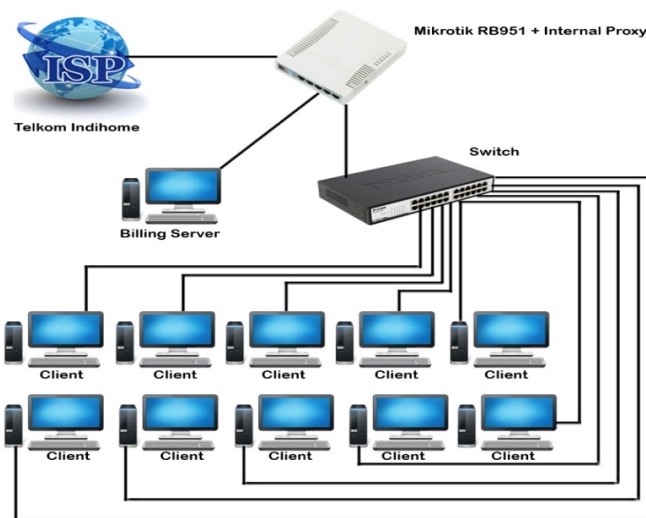 Mikrotik RB951 + Internal Proxy
ISP
Telkom Indihome
Switch
Billing Server
Client
Client
Client
Client
Client
Client
Client
Client
Client
Client